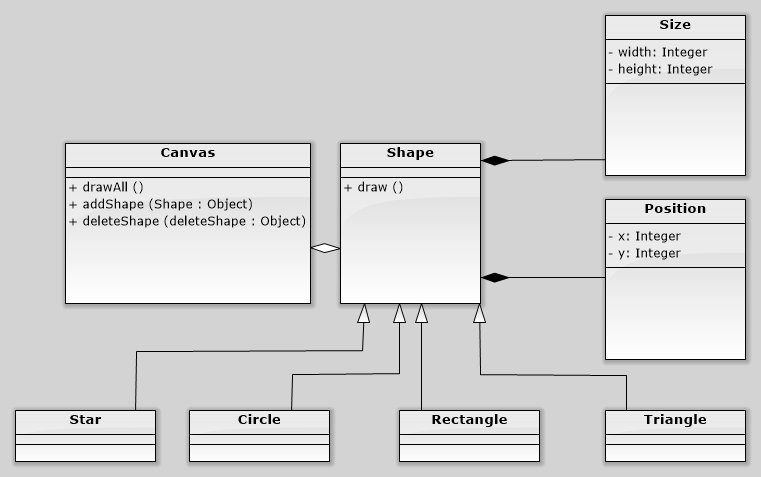 Size
- width: Integer
- height: Integer
Canvas
+ drawAll ()
+ addShape (Shape : Object)
+ deleteShape (deleteShape : Object)
Shape
+ draw ()
Position
- x: Integer
- y: Integer
Star
Circle
Rectangle
Triangle